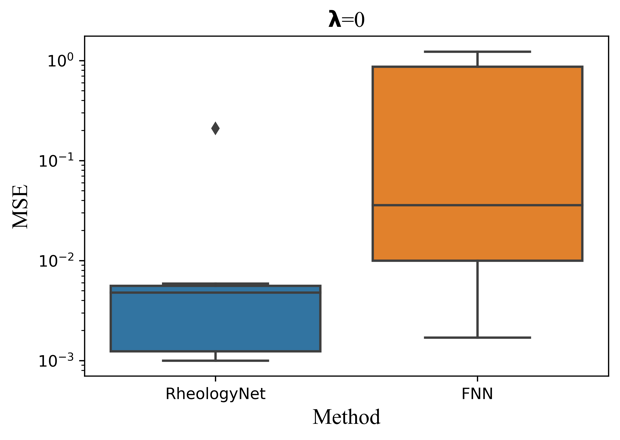 λ=0
10⁰
10⁻¹
10⁻²
10⁻³
MSE
RheologyNet FNN
Method